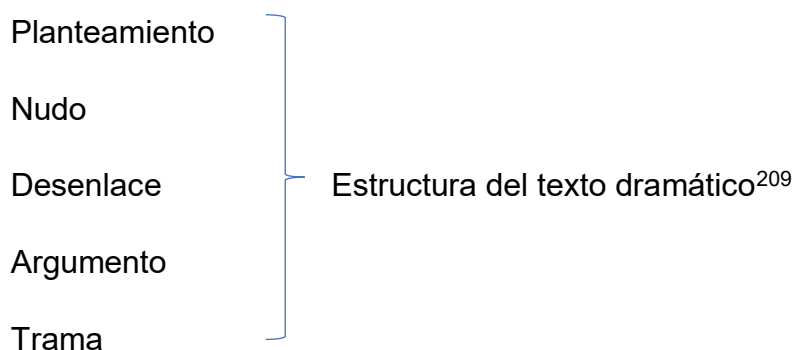 Planteamiento
Nudo
Desenlace
Estructura del texto dramático²⁰⁹
Argumento
Trama